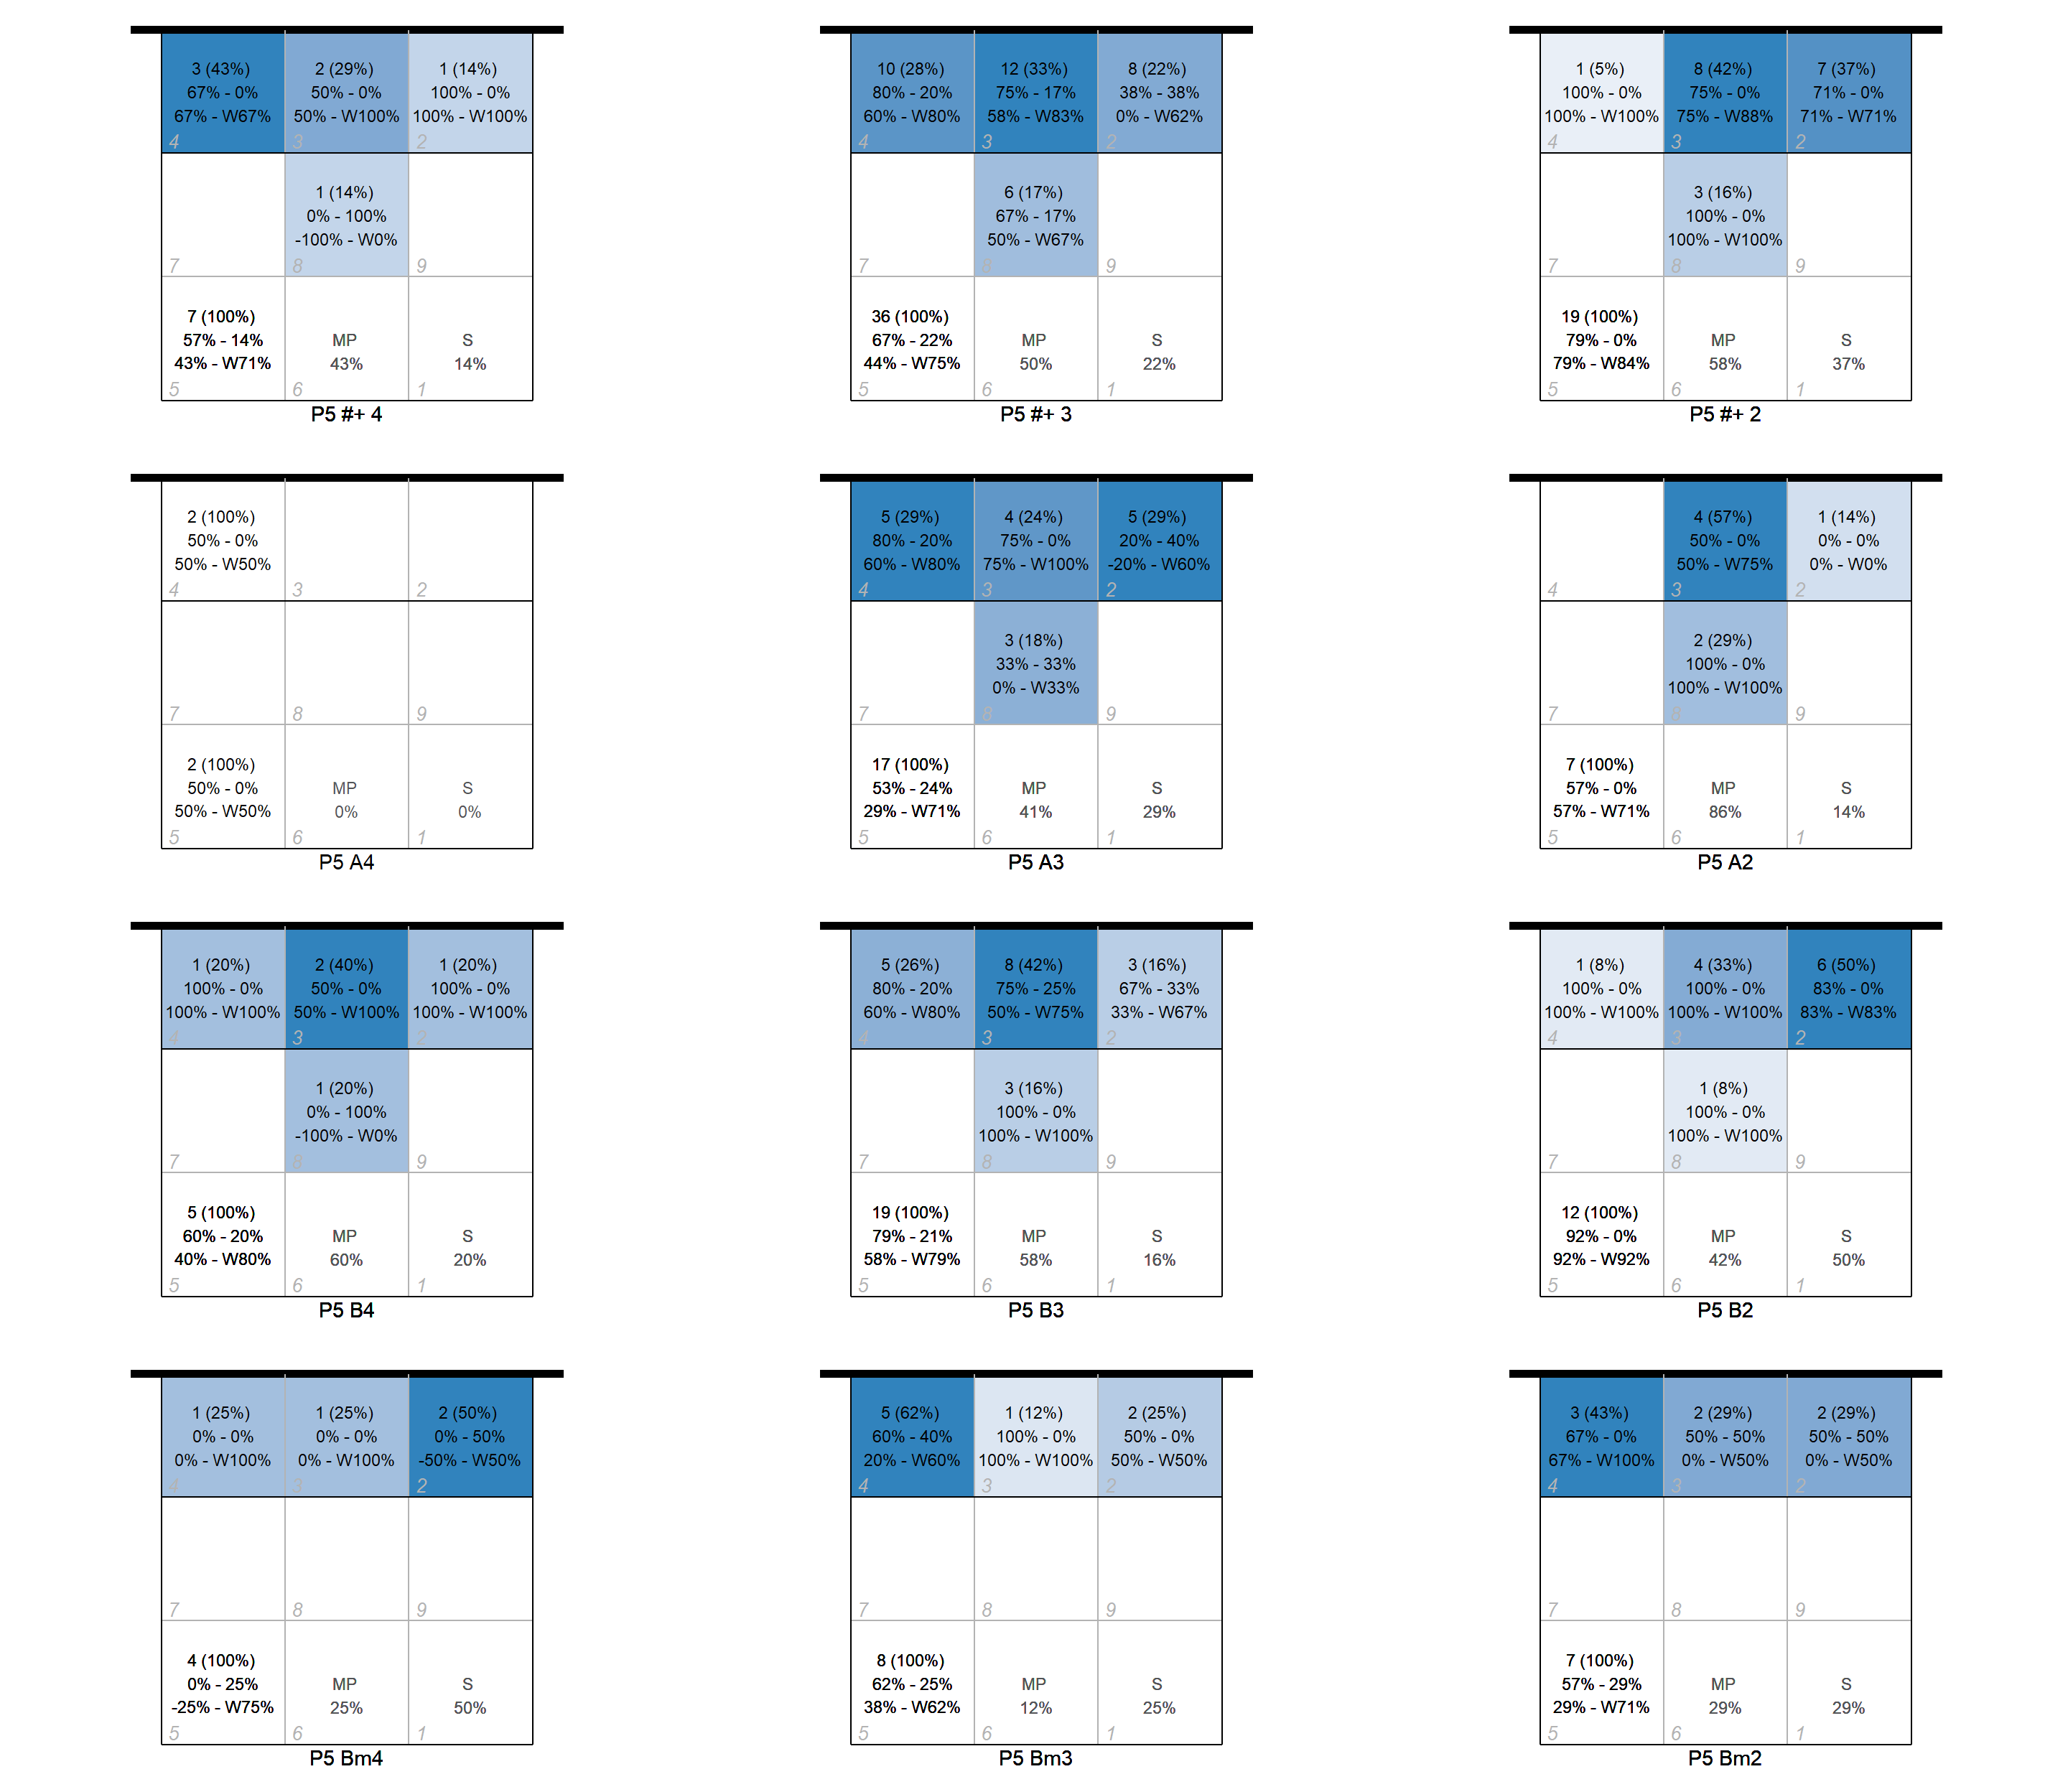 3 (43%)
67% - 0%
67% - W67%
4
2 (29%)
50% - 0%
50% - W100%
3
1 (14%)
100% - 0%
100% - W100%
2
7
1 (14%)
0% - 100%
-100% - W0%
8
9
7 (100%)
57% - 14%
43% - W71%
5
MP
43%
6
S
14%
1
P5 #+ 4
10 (28%)
80% - 20%
60% - W80%
4
12 (33%)
75% - 17%
58% - W83%
3
8 (22%)
38% - 38%
0% - W62%
2
7
6 (17%)
67% - 17%
50% - W67%
8
9
36 (100%)
67% - 22%
44% - W75%
5
MP
50%
6
S
22%
1
P5 #+ 3
1 (5%)
100% - 0%
100% - W100%
4
8 (42%)
75% - 0%
75% - W88%
3
7 (37%)
71% - 0%
71% - W71%
2
7
3 (16%)
100% - 0%
100% - W100%
8
9
19 (100%)
79% - 0%
79% - W84%
5
MP
58%
6
S
37%
1
P5 #+ 2
2 (100%)
50% - 0%
50% - W50%
4
3
2
7
8
9
2 (100%)
50% - 0%
50% - W50%
5
MP
0%
6
S
0%
1
P5 A4
5 (29%)
80% - 20%
60% - W80%
4
4 (24%)
75% - 0%
75% - W100%
3
5 (29%)
20% - 40%
-20% - W60%
2
7
3 (18%)
33% - 33%
0% - W33%
8
9
17 (100%)
53% - 24%
29% - W71%
5
MP
41%
6
S
29%
1
P5 A3
4
4 (57%)
50% - 0%
50% - W75%
3
1 (14%)
0% - 0%
0% - W0%
2
7
2 (29%)
100% - 0%
100% - W100%
8
9
7 (100%)
57% - 0%
57% - W71%
5
MP
86%
6
S
14%
1
P5 A2
1 (20%)
100% - 0%
100% - W100%
4
2 (40%)
50% - 0%
50% - W100%
3
1 (20%)
100% - 0%
100% - W100%
2
7
1 (20%)
0% - 100%
-100% - W0%
8
9
5 (100%)
60% - 20%
40% - W80%
5
MP
60%
6
S
20%
1
P5 B4
5 (26%)
80% - 20%
60% - W80%
4
8 (42%)
75% - 25%
50% - W75%
3
3 (16%)
67% - 33%
33% - W67%
2
7
3 (16%)
100% - 0%
100% - W100%
8
9
19 (100%)
79% - 21%
58% - W79%
5
MP
58%
6
S
16%
1
P5 B3
1 (8%)
100% - 0%
100% - W100%
4
4 (33%)
100% - 0%
100% - W100%
3
6 (50%)
83% - 0%
83% - W83%
2
7
1 (8%)
100% - 0%
100% - W100%
8
9
12 (100%)
92% - 0%
92% - W92%
5
MP
42%
6
S
50%
1
P5 B2
1 (25%)
0% - 0%
0% - W100%
4
1 (25%)
0% - 0%
0% - W100%
3
2 (50%)
0% - 50%
-50% - W50%
2
7
8
9
4 (100%)
0% - 25%
-25% - W75%
5
MP
25%
6
S
50%
1
P5 Bm4
5 (62%)
60% - 40%
20% - W60%
4
1 (12%)
100% - 0%
100% - W100%
3
2 (25%)
50% - 0%
50% - W50%
2
7
8
9
8 (100%)
62% - 25%
38% - W62%
5
MP
12%
6
S
25%
1
P5 Bm3
3 (43%)
67% - 0%
67% - W100%
4
2 (29%)
50% - 50%
0% - W50%
3
2 (29%)
50% - 50%
0% - W50%
2
7
8
9
7 (100%)
57% - 29%
29% - W71%
5
MP
29%
6
S
29%
1
P5 Bm2